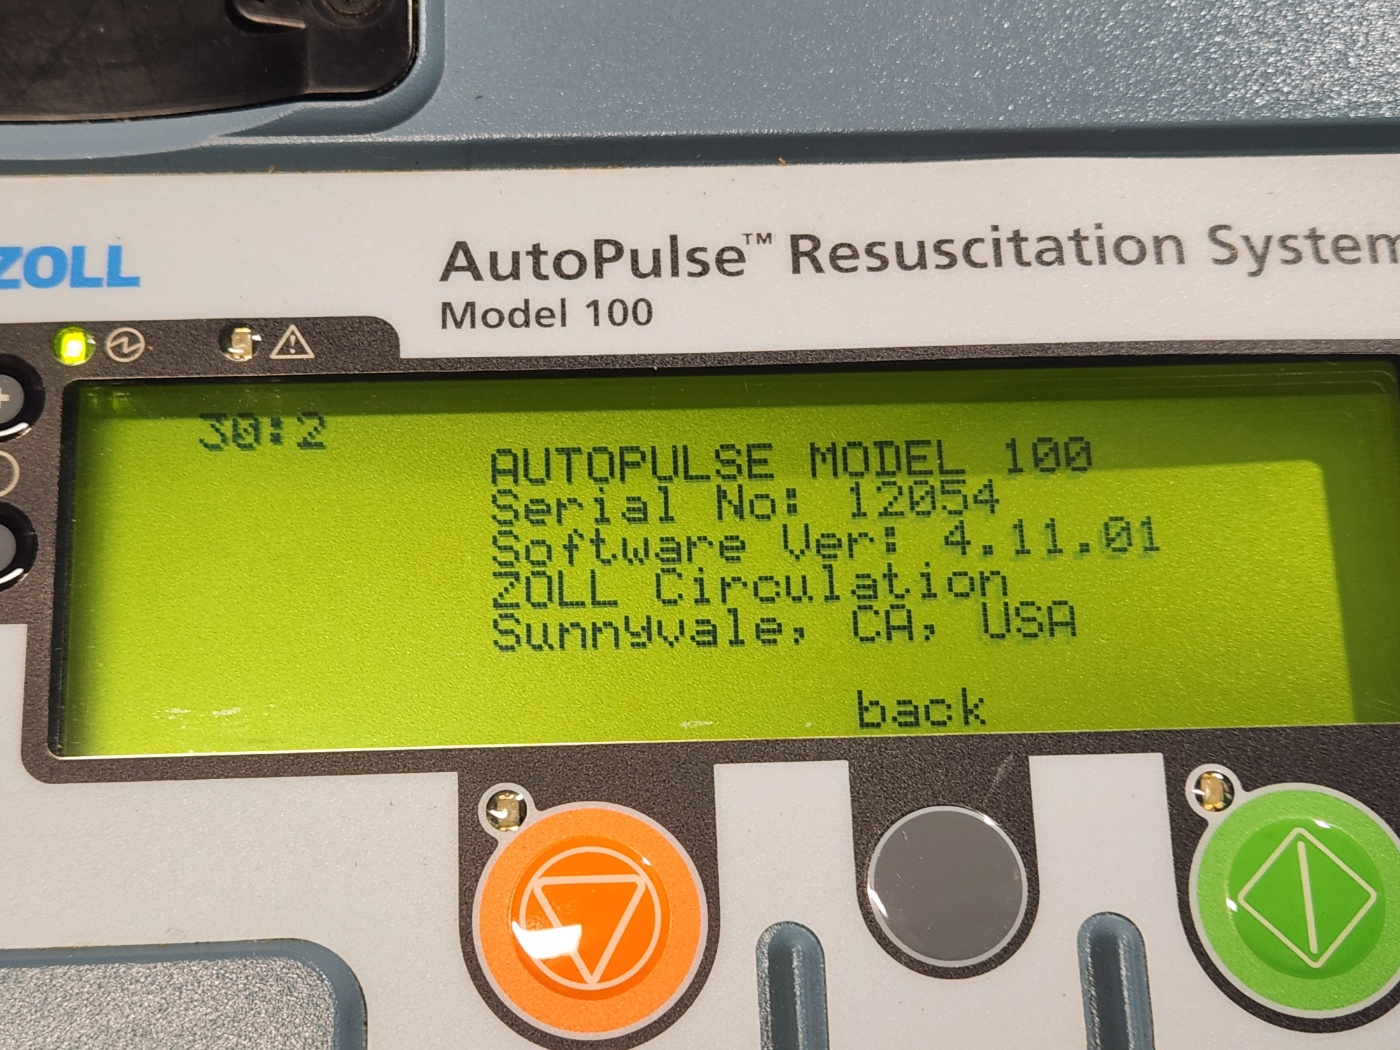 ZOLL
AutoPulse™ Resuscitation System
Model 100
30:2
AUTOPULSE MODEL 100
Serial No: 12054
Software Ver: 4.11.01
ZOLL Circulation
Sunnyvale, CA, USA
back